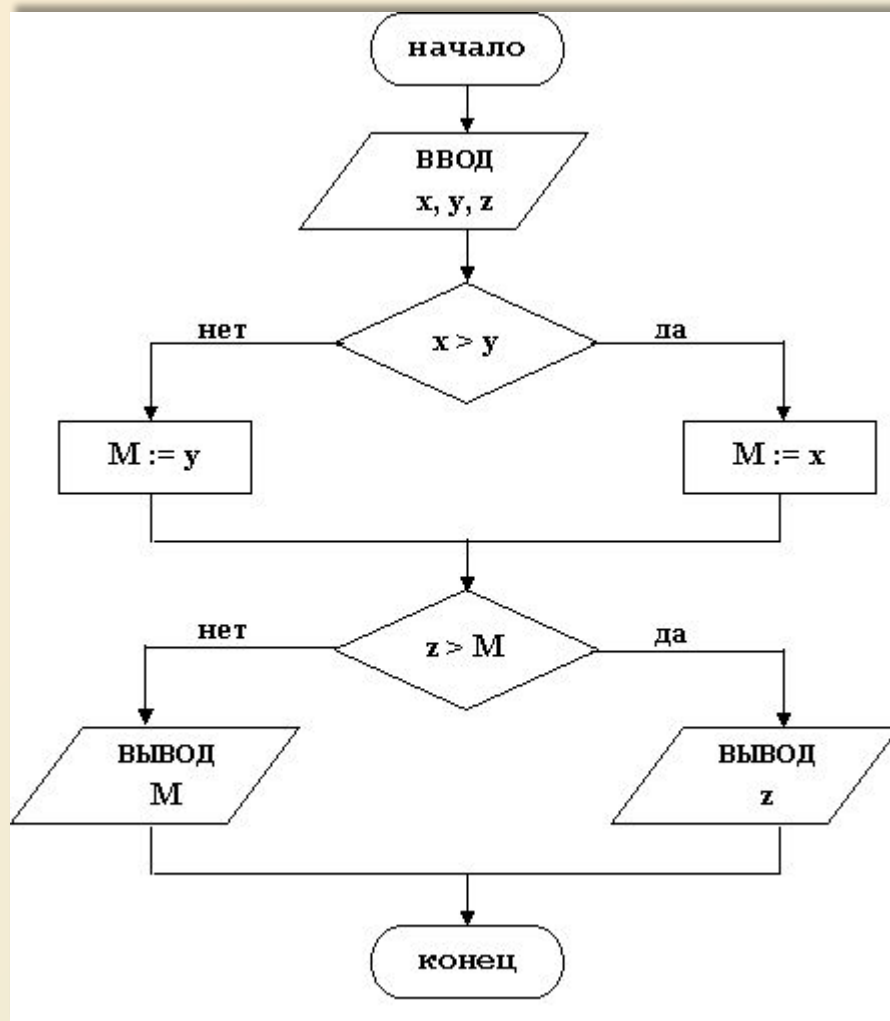 начало
ВВОД
x, y, z
x > y
нет
да
M := y
M := x
z > M
нет
да
ВЫВОД
M
ВЫВОД
z
конец